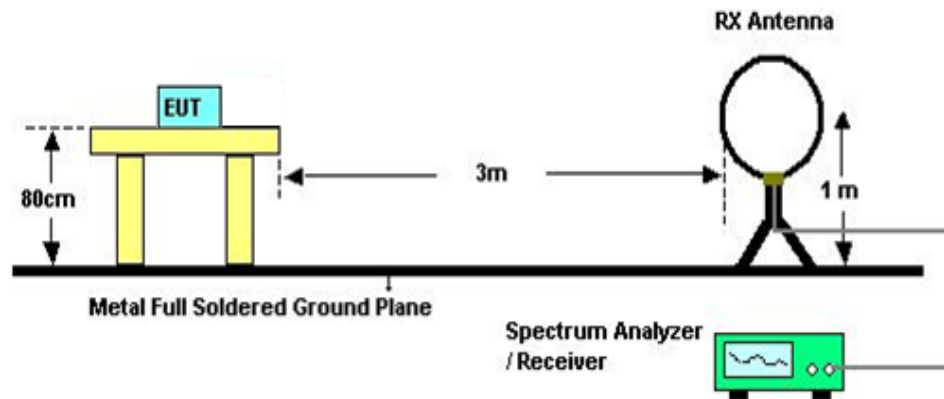 RX Antenna
EUT
3m
1 m
80cm
Metal Full Soldered Ground Plane
Spectrum Analyzer
/ Receiver